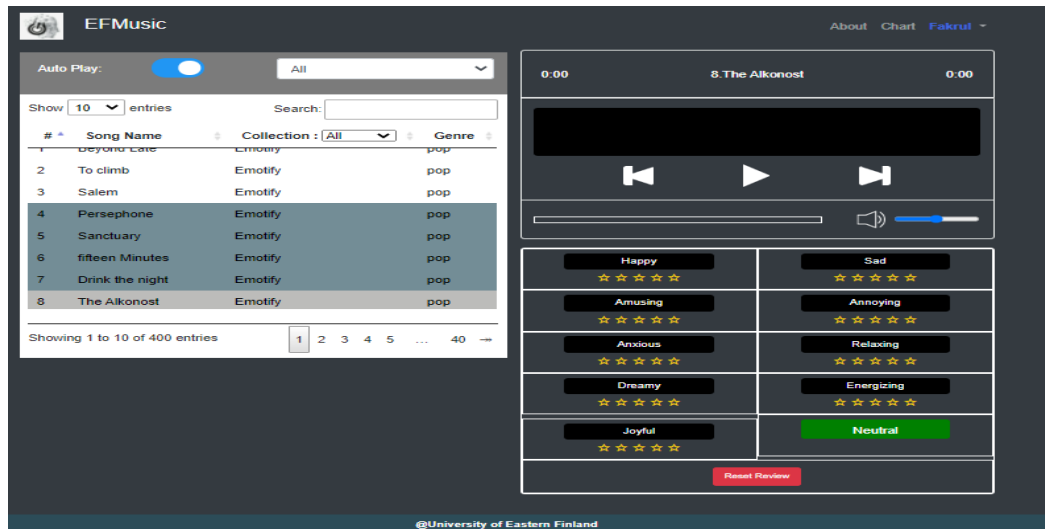 EFMusic
About Chart Fakrul
Auto Play: All
Show 10 entries Search:
# Song Name Collection : All Genre
1 Beyond Late Emotify pop
2 To climb Emotify pop
3 Salem Emotify pop
4 Persephone Emotify pop
5 Sanctuary Emotify pop
6 fifteen Minutes Emotify pop
7 Drink the night Emotify pop
8 The Alkonost Emotify pop
Showing 1 to 10 of 400 entries 1 2 3 4 5 ... 40
0:00 8.The Alkonost 0:00
Happy Sad
Amusing Annoying
Anxious Relaxing
Dreamy Energizing
Joyful Neutral
Reset Review
@University of Eastern Finland